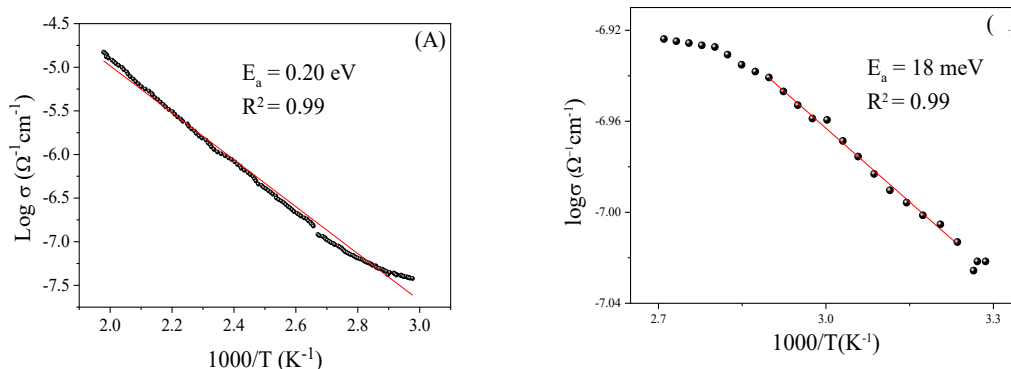 (A)
E_a = 0.20 eV
R² = 0.99
Log σ (Ω⁻¹cm⁻¹)
-4.5
-5.0
-5.5
-6.0
-6.5
-7.0
-7.5
2.0 2.2 2.4 2.6 2.8 3.0
1000/T (K⁻¹)
(
E_a = 18 meV
R² = 0.99
logσ (Ω⁻¹cm⁻¹)
-6.92
-6.96
-7.00
-7.04
2.7 3.0 3.3
1000/T(K⁻¹)